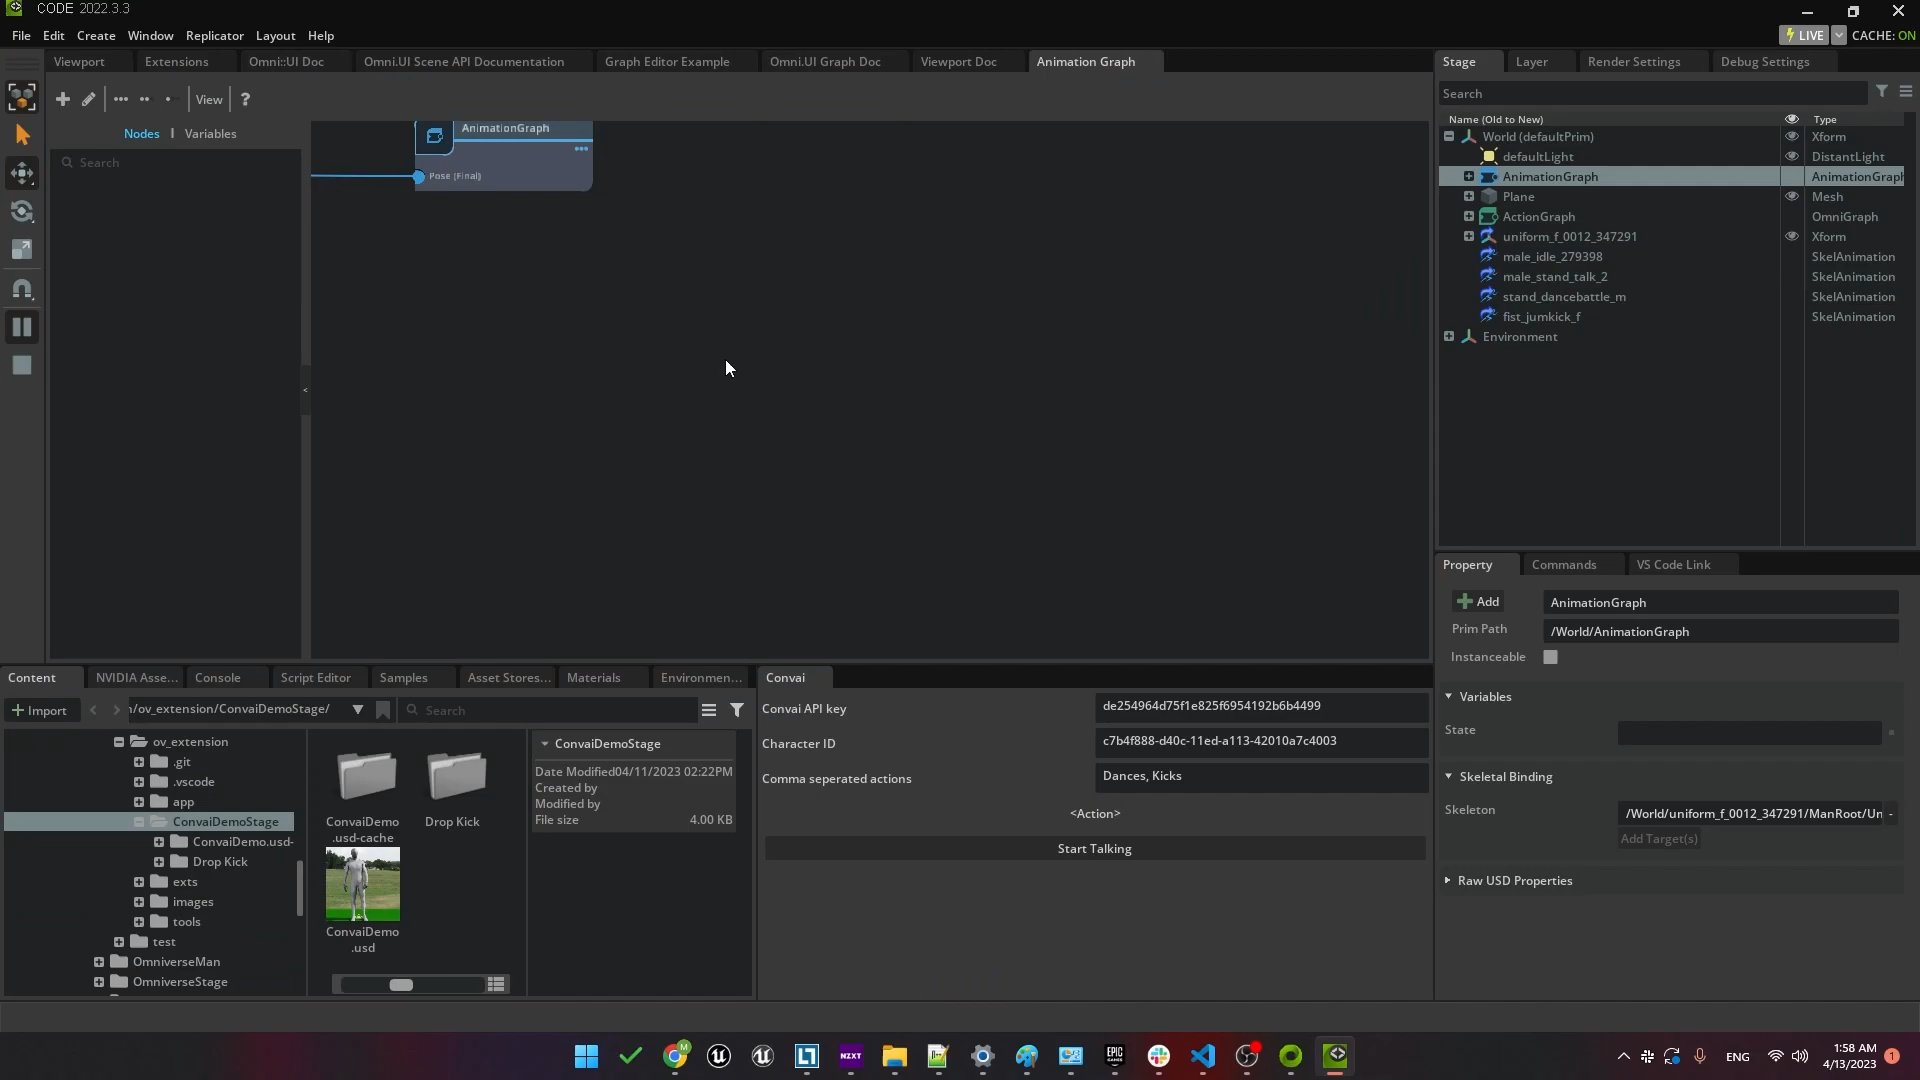 CODE 2022.3.3
File Edit Create Window Replicator Layout Help
LIVE CACHE: ON
Viewport Extensions Omni::UI Doc Omni.UI Scene API Documentation Graph Editor Example Omni.UI Graph Doc Viewport Doc Animation Graph
View ?
Nodes Variables
Search
AnimationGraph
Pose (Final)
<
Stage Layer Render Settings Debug Settings
Search
Name (Old to New) Type
World (defaultPrim) Xform
defaultLight DistantLight
AnimationGraph AnimationGraph
Plane Mesh
ActionGraph OmniGraph
uniform_f_0012_347291 Xform
male_idle_279398 SkelAnimation
male_stand_talk_2 SkelAnimation
stand_dancebattle_m SkelAnimation
fist_jumkick_f SkelAnimation
Environment
Property Commands VS Code Link
Add AnimationGraph
Prim Path /World/AnimationGraph
Instanceable
Variables
State
Skeletal Binding
Skeleton /World/uniform_f_0012_347291/ManRoot/Un -
Add Target(s)
Raw USD Properties
Content NVIDIA Asse... Console Script Editor Samples Asset Stores... Materials Environmen...
Import /ov_extension/ConvaiDemoStage/ Search
ov_extension
.git
.vscode
app
ConvaiDemoStage
ConvaiDemo.usd-
Drop Kick
exts
images
tools
test
OmniverseMan
OmniverseStage
ConvaiDemo
.usd-cache
Drop Kick
ConvaiDemo
.usd
ConvaiDemoStage
Date Modified04/11/2023 02:22PM
Created by
Modified by
File size 4.00 KB
Convai
Convai API key de254964d75f1e825f6954192b6b4499
Character ID c7b4f888-d40c-11ed-a113-42010a7c4003
Comma seperated actions Dances, Kicks
<Action>
Start Talking
NZXT
EPIC
GAMES
M
ENG
1:58 AM
4/13/2023
1